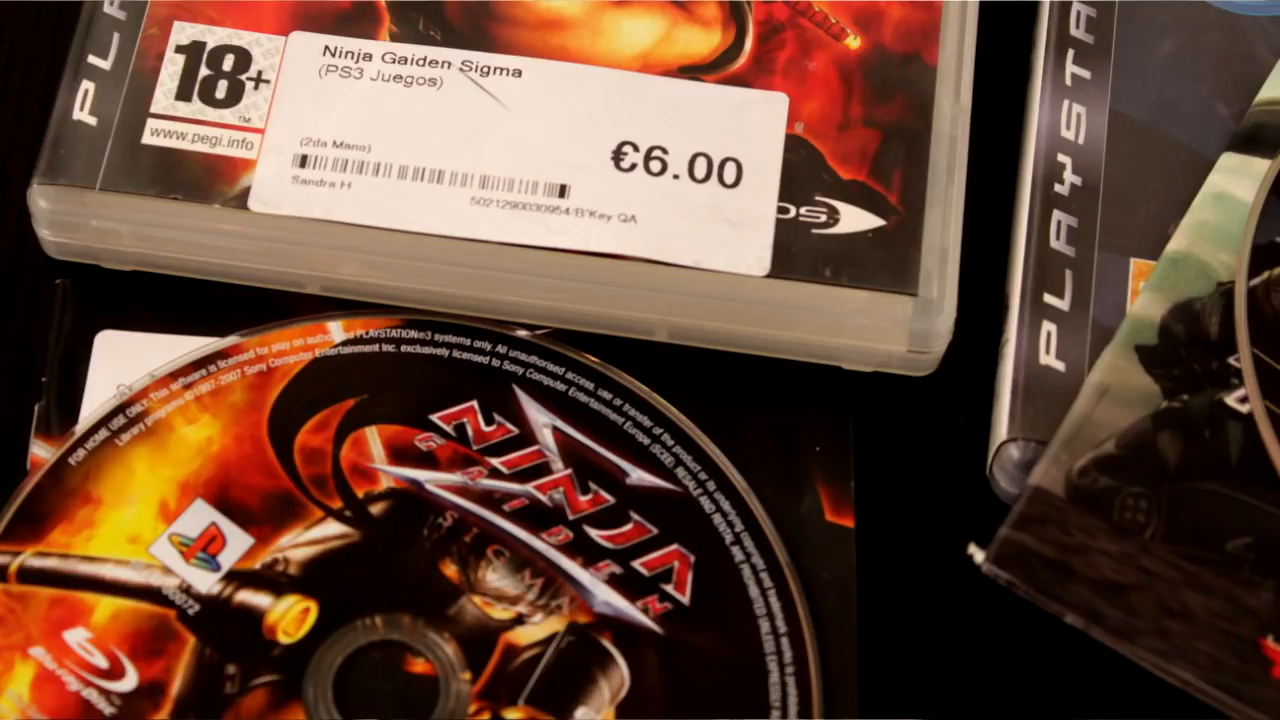 PLA
18+
TM
www.pegi.info
Ninja Gaiden Sigma
(PS3 Juegos)
(2da Mano)
€6.00
Sandra H
5021290030954/B'Key QA
OS
PLAYSTA
FOR HOME USE ONLY. This software is licensed for play on authorised PLAYSTATION®3 systems only. All unauthorised access, use or transfer of the product or its underlying copyright and trademark works is prohibited
Library programs ©1997-2007 Sony Computer Entertainment Inc. exclusively licensed to Sony Computer Entertainment Europe (SCEE). RESALE AND RENTAL ARE PROHIBITED UNLESS EXPRESSLY A
NINJA
GAIDEN
SIGMA
Blu-ray Disc